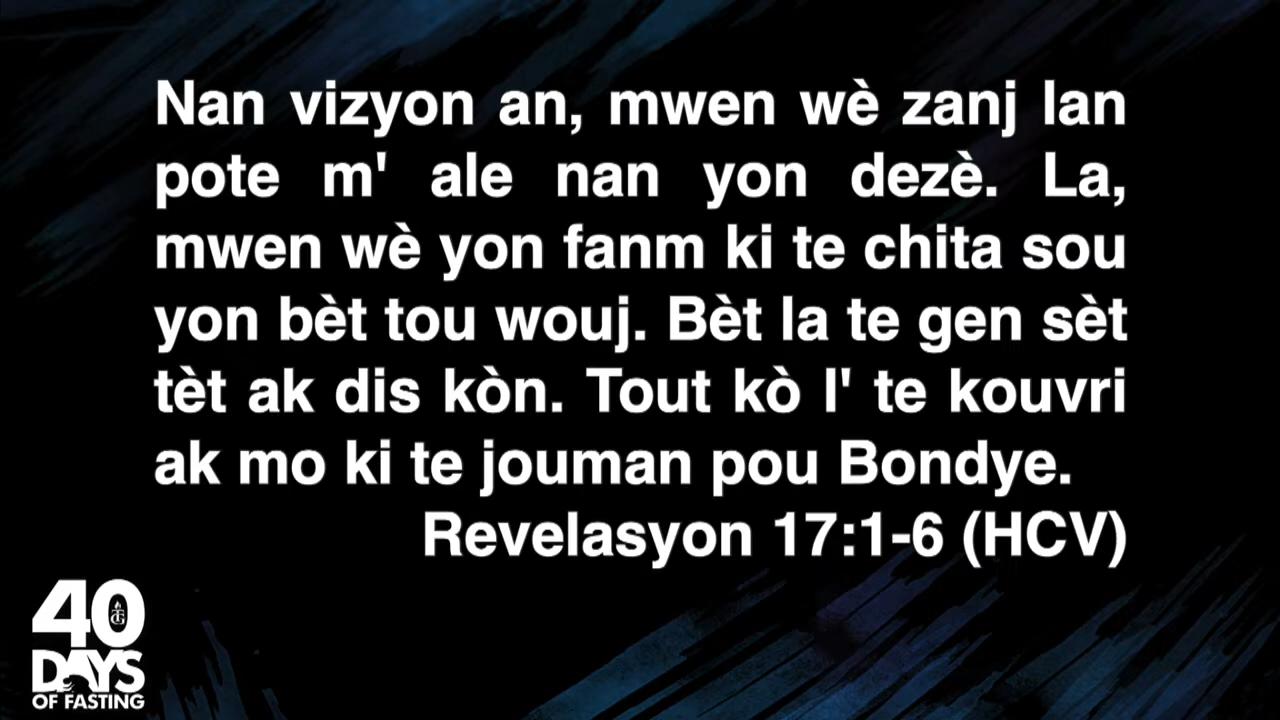 Nan vizyon an, mwen wè zanj lan
pote m' ale nan yon dezè. La,
mwen wè yon fanm ki te chita sou
yon bèt tou wouj. Bèt la te gen sèt
tèt ak dis kòn. Tout kò l' te kouvri
ak mo ki te jouman pou Bondye.
Revelasyon 17:1-6 (HCV)
40
DAYS
OF FASTING